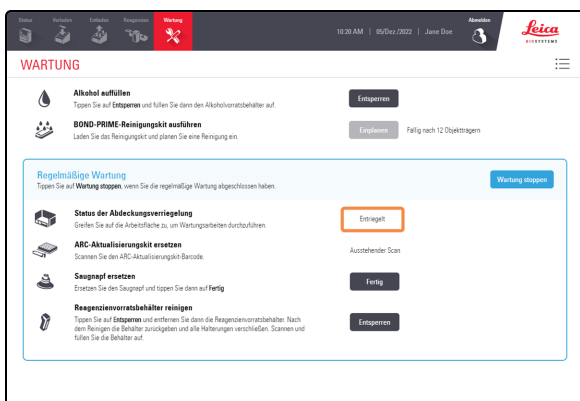 Status Vorladen Entladen Reagenzien Wartung
10:20 AM | 05/Dez./2022 | Jane Doe
Abmelden
Leica
BIOSYSTEMS
WARTUNG
Alkohol auffüllen
Tippen Sie auf Entsperren und füllen Sie dann den Alkoholvorratsbehälter auf.
Entsperren
BOND-PRIME-Reinigungskit ausführen
Laden Sie das Reinigungskit und planen Sie eine Reinigung ein.
Einplanen
Fällig nach 12 Objektträgern
Regelmäßige Wartung
Tippen Sie auf Wartung stoppen, wenn Sie die regelmäßige Wartung abgeschlossen haben.
Wartung stoppen
Status der Abdeckungsverriegelung
Greifen Sie auf die Arbeitsfläche zu, um Wartungsarbeiten durchzuführen.
Entriegelt
ARC-Aktualisierungskit ersetzen
Scannen Sie den ARC-Aktualisierungskit-Barcode.
Ausstehender Scan
Saugnapf ersetzen
Ersetzen Sie den Saugnapf und tippen Sie dann auf Fertig
Fertig
Reagenzienvorratsbehälter reinigen
Tippen Sie auf Entsperren und entfernen Sie dann die Reagenzienvorratsbehälter. Nach
dem Reinigen die Behälter zurückgeben und alle Halterungen verschließen. Scannen und
füllen Sie die Behälter auf.
Entsperren